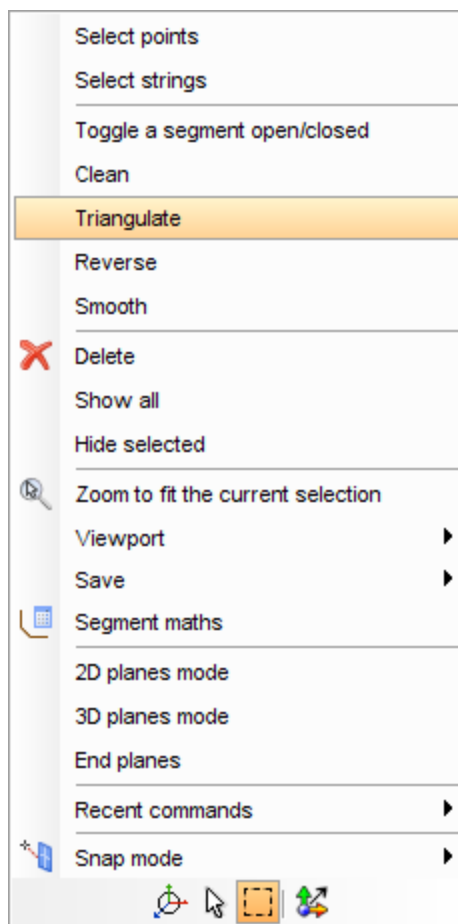 Select points
Select strings
Toggle a segment open/closed
Clean
Triangulate
Reverse
Smooth
Delete
Show all
Hide selected
Zoom to fit the current selection
Viewport
Save
Segment maths
2D planes mode
3D planes mode
End planes
Recent commands
Snap mode